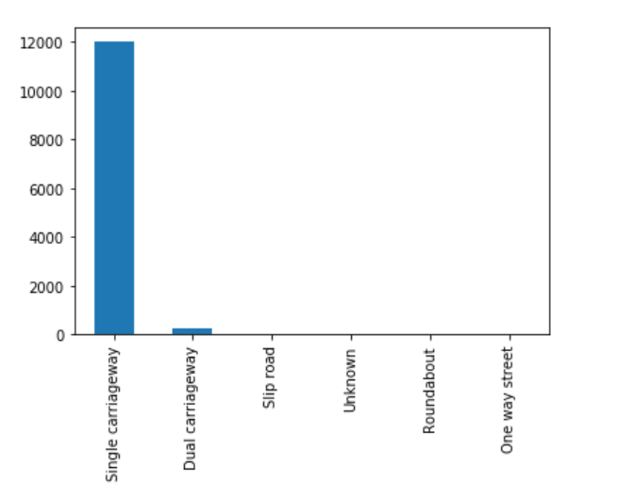 12000
10000
8000
6000
4000
2000
0
Single carriageway
Dual carriageway
Slip road
Unknown
Roundabout
One way street